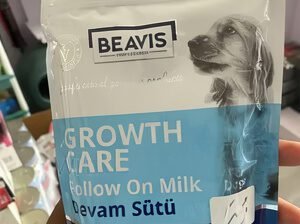 BEAVIS
GROWTH
CARE
Follow On Milk
Devam Sütü